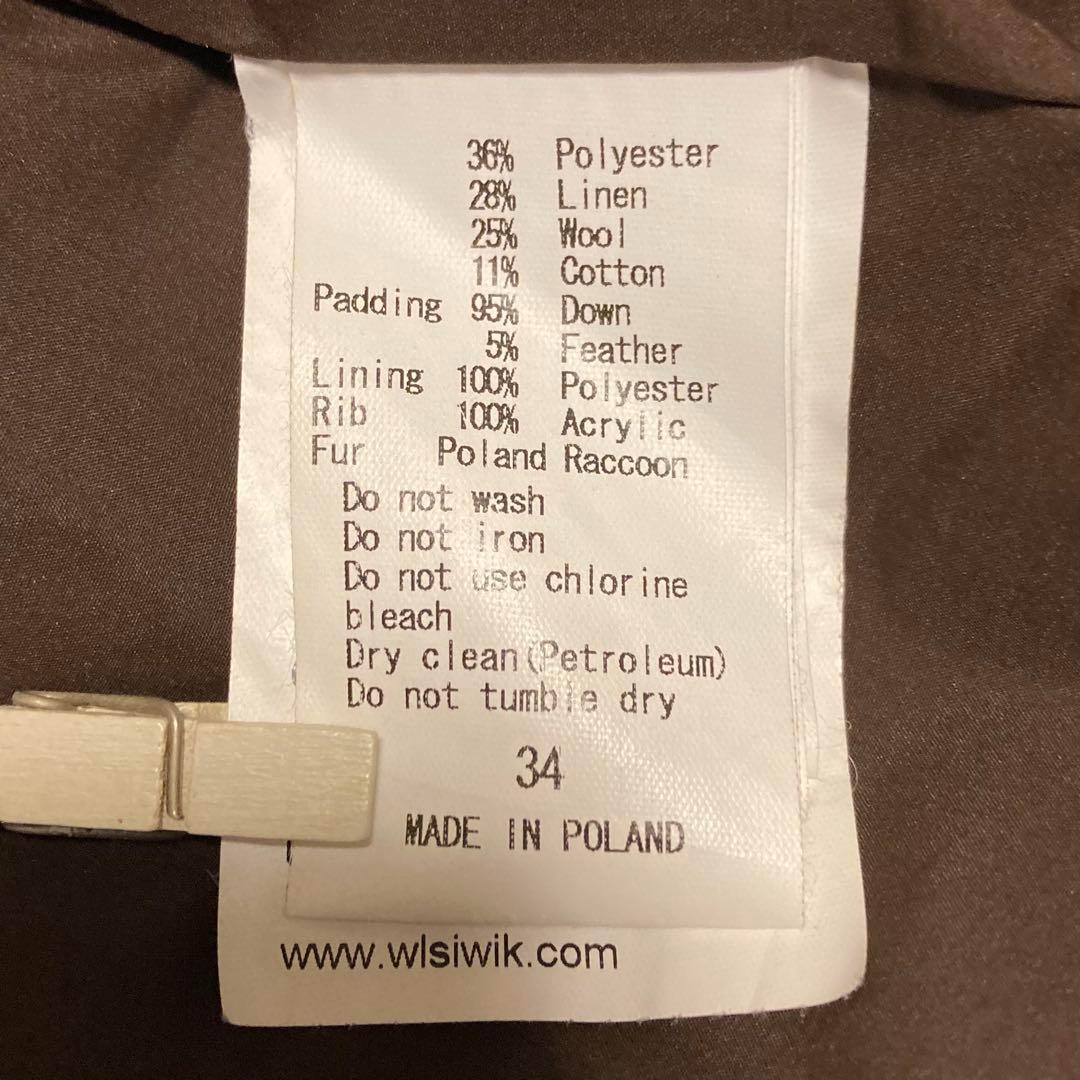 36% Polyester
28% Linen
25% Wool
11% Cotton
Padding 95% Down
5% Feather
Lining 100% Polyester
Rib 100% Acrylic
Fur Poland Raccoon
Do not wash
Do not iron
Do not use chlorine
bleach
Dry clean(Petroleum)
Do not tumble dry
34
MADE IN POLAND
www.wlsiwik.com